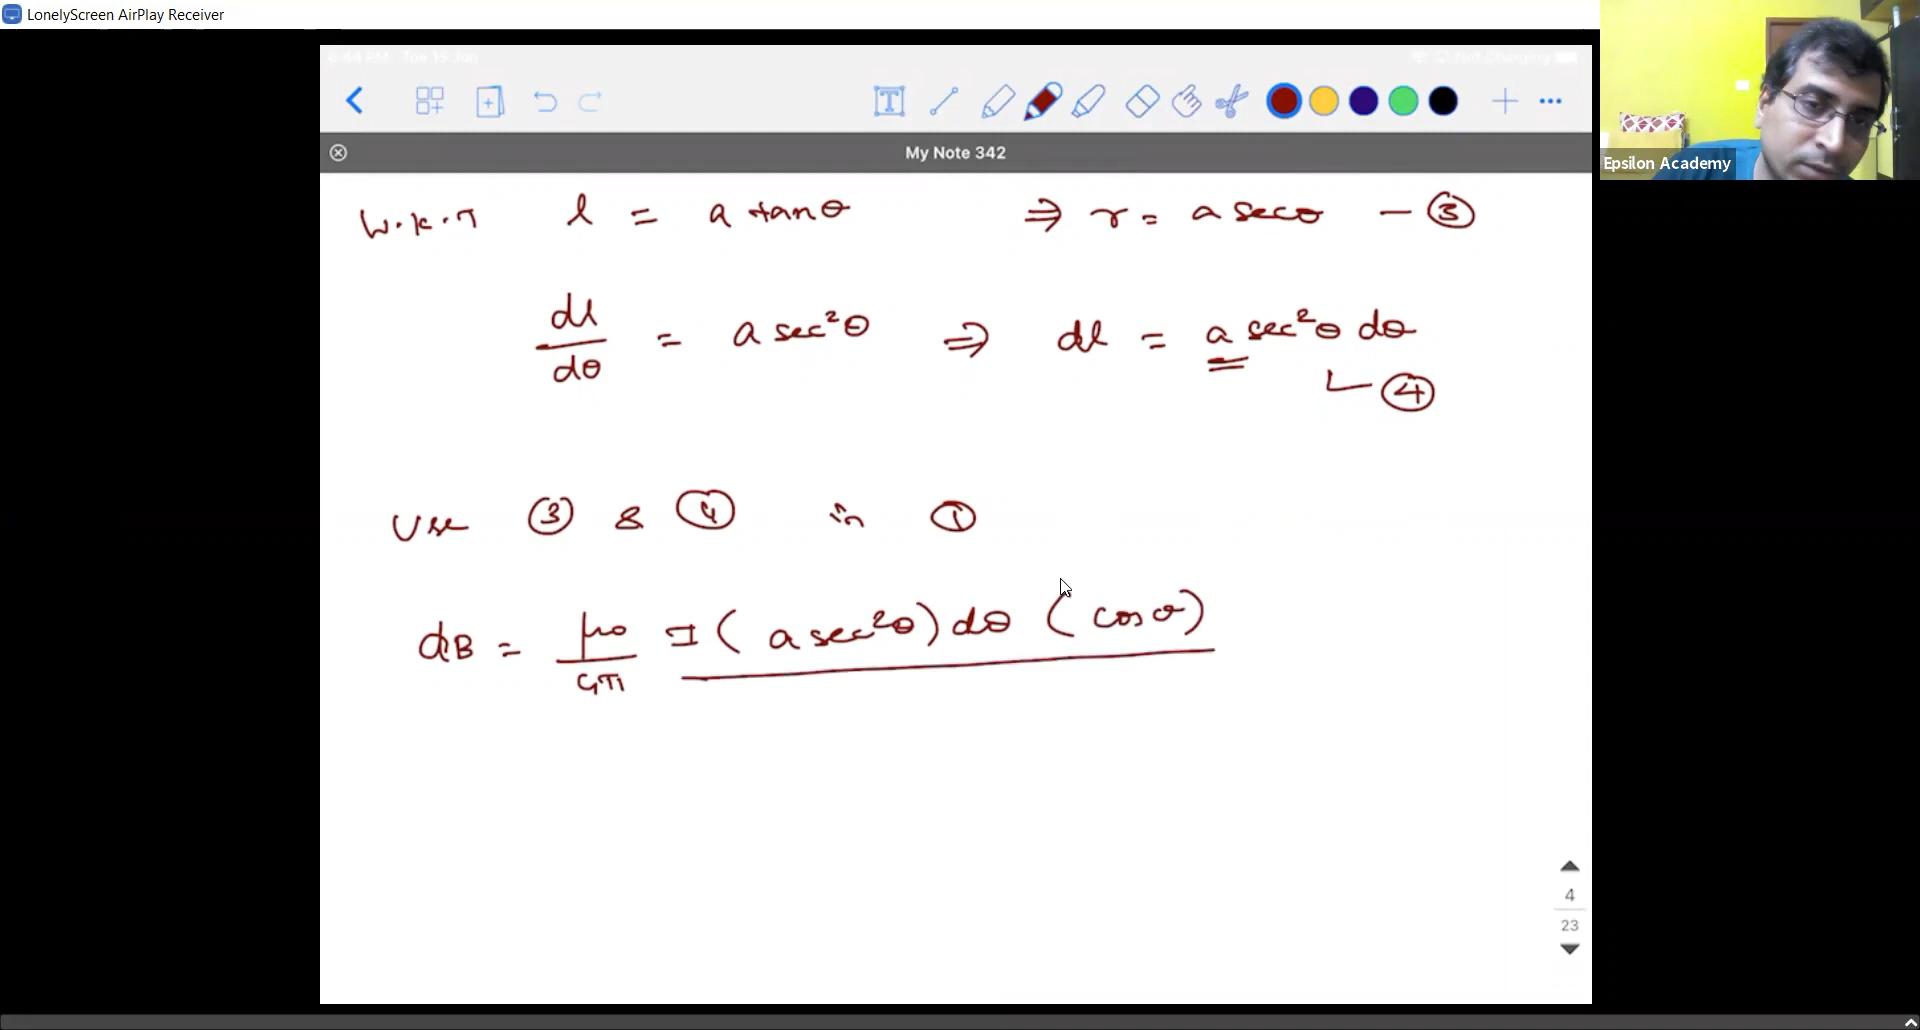 LonelyScreen AirPlay Receiver
My Note 342
Epsilon Academy
W.K.T l = a tanθ ⇒ r = a secθ — ③
dl/dθ = a sec²θ ⇒ dl = a sec²θ dθ
④
Use ③ & ④ in ①
dB = μ₀/4π I(a sec²θ)dθ (cosθ)
4
23